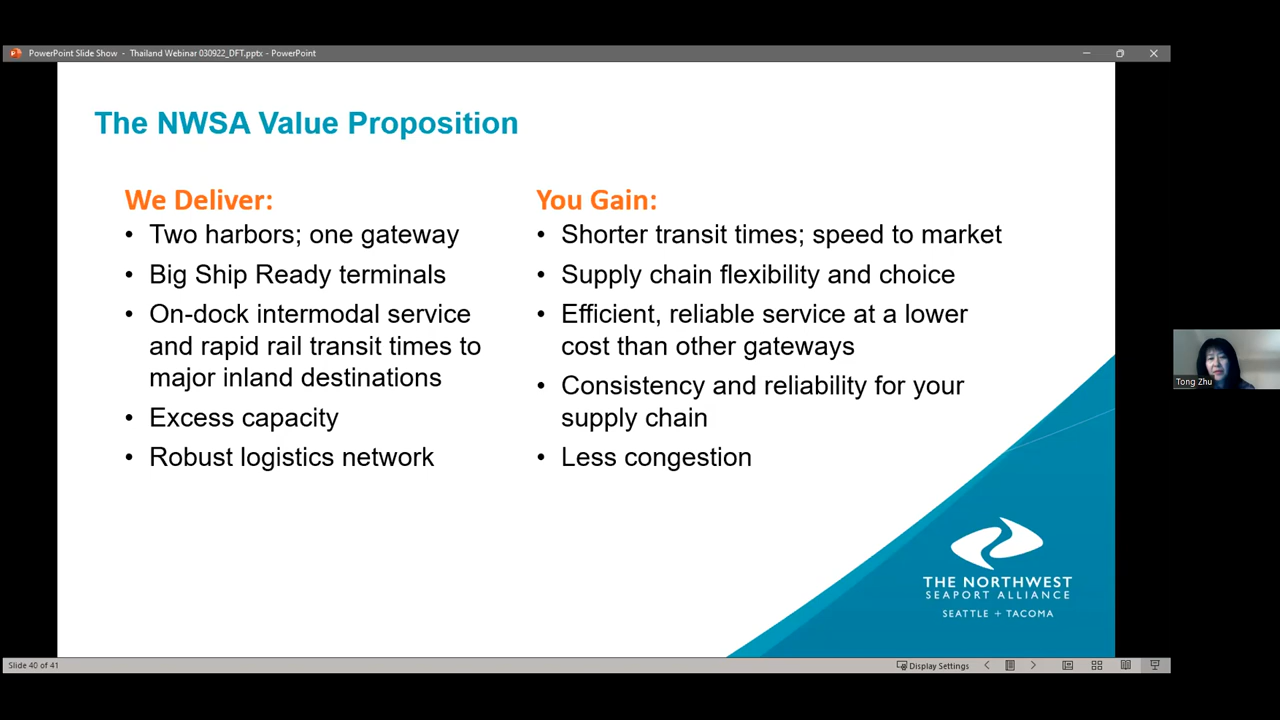 PowerPoint Slide Show - Thailand Webinar 030922_DFT.pptx - PowerPoint
The NWSA Value Proposition
We Deliver:
• Two harbors; one gateway
• Big Ship Ready terminals
• On-dock intermodal service
and rapid rail transit times to
major inland destinations
• Excess capacity
• Robust logistics network
You Gain:
• Shorter transit times; speed to market
• Supply chain flexibility and choice
• Efficient, reliable service at a lower
cost than other gateways
• Consistency and reliability for your
supply chain
• Less congestion
THE NORTHWEST
SEAPORT ALLIANCE
SEATTLE + TACOMA
Tong Zhu
Slide 40 of 41
Display Settings